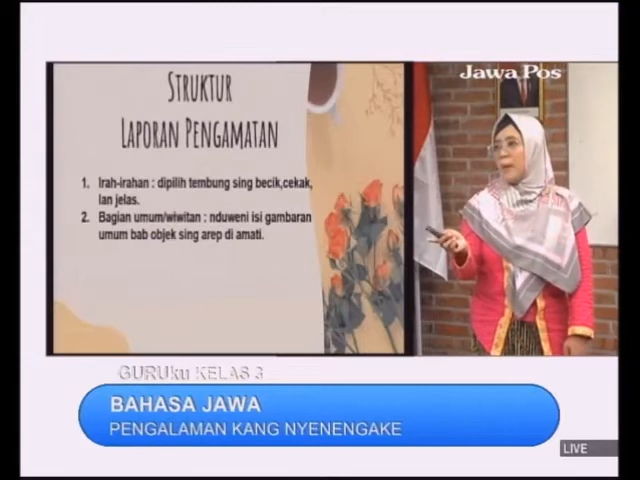 Jawa Pos
STRUKTUR
LAPORAN PENGAMATAN
1. Irah-irahan : dipilih tembung sing becik,cekak,
lan jelas.
2. Bagian umum/wiwitan : nduweni isi gambaran
umum bab objek sing arep di amati.
GURUku KELAS 3
BAHASA JAWA
PENGALAMAN KANG NYENENGAKE
LIVE